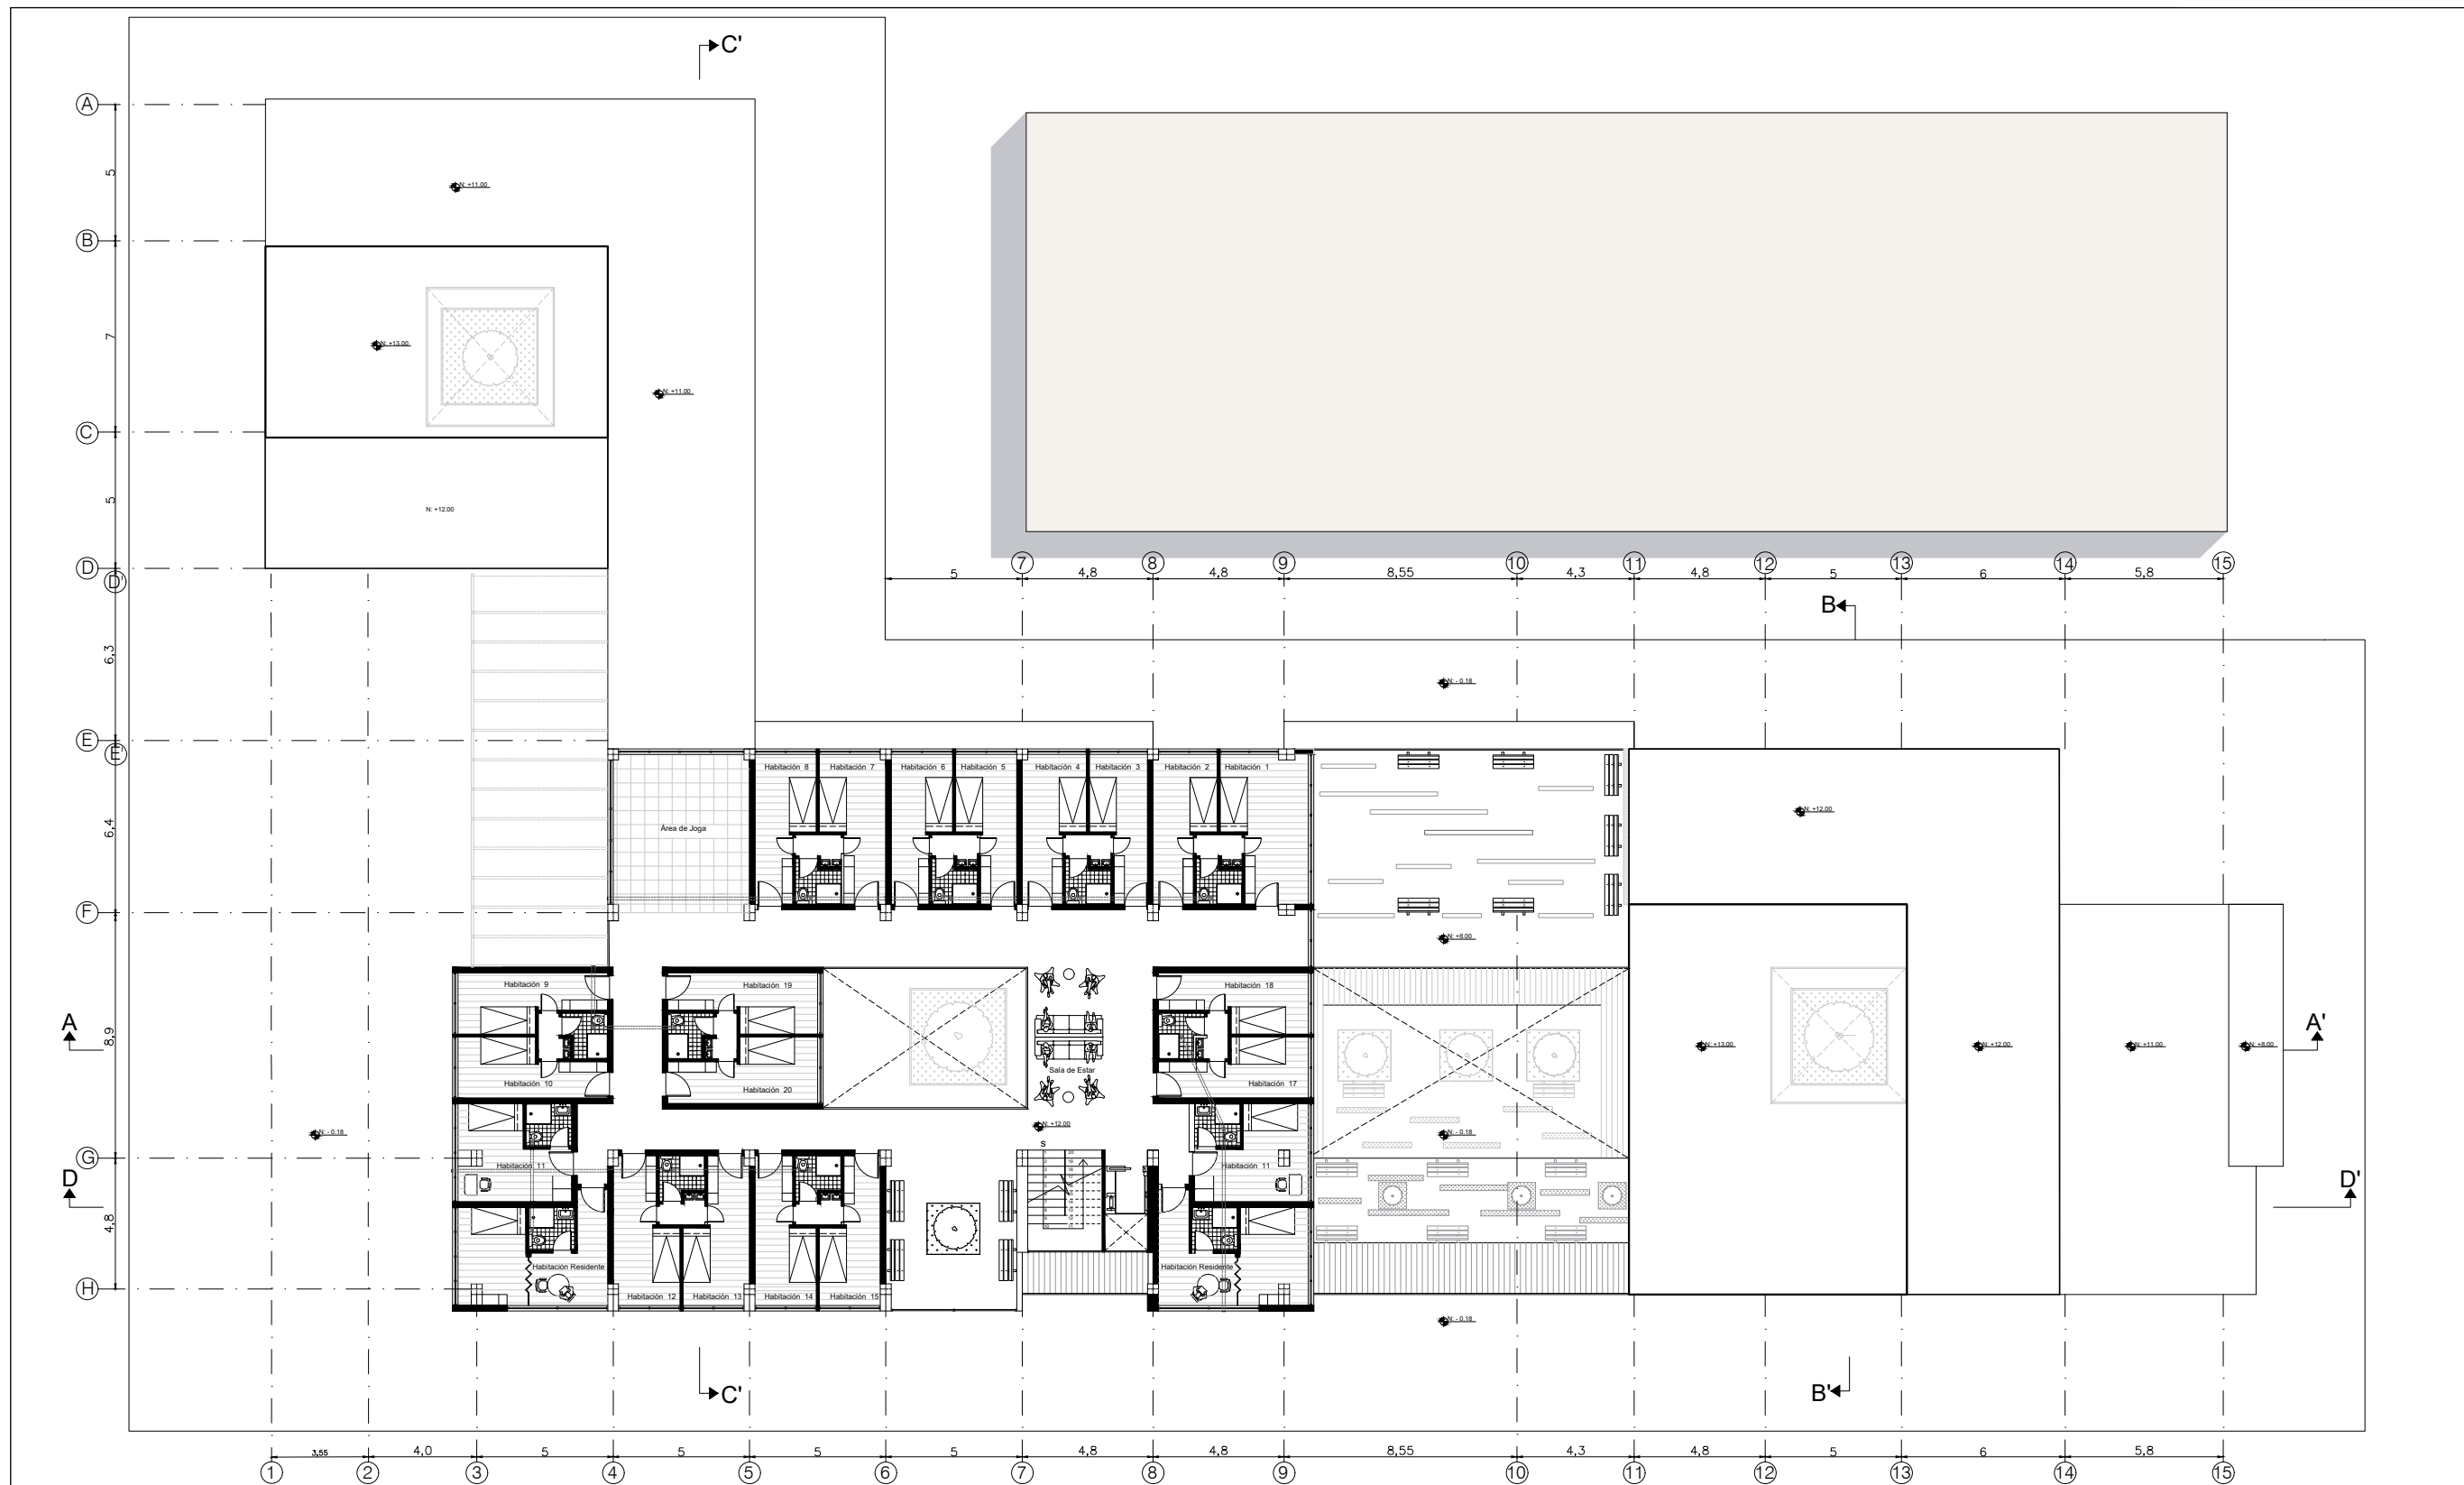 C'
A
5
N: +11.00
B
7
N: +13.00
N: +11.00
C
5
N: +12.00
D
D'
7
8
9
10
11
12
13
14
15
5
4,8
4,8
8,55
4,3
4,8
5
6
5,8
B
6,3
N: - 0.18
E
E'
Habitación 8
Habitación 7
Habitación 6
Habitación 5
Habitación 4
Habitación 3
Habitación 2
Habitación 1
N: +12.00
6,4
Área de Joga
F
N: +8.00
Habitación 9
Habitación 19
Habitación 18
A
8,9
A'
N: +13.00
N: +12.00
N: +11.00
N: +8.00
Sala de Estar
Habitación 10
Habitación 20
Habitación 17
N: +12.00
N: - 0.18
N: - 0.18
S
G
Habitación 11
Habitación 11
D
D'
4,8
Habitación Residente
Habitación Residente
H
Habitación 12
Habitación 13
Habitación 14
Habitación 15
N: - 0.18
C'
B'
3,55
4,0
5
5
5
5
4,8
4,8
8,55
4,3
4,8
5
6
5,8
1
2
3
4
5
6
7
8
9
10
11
12
13
14
15